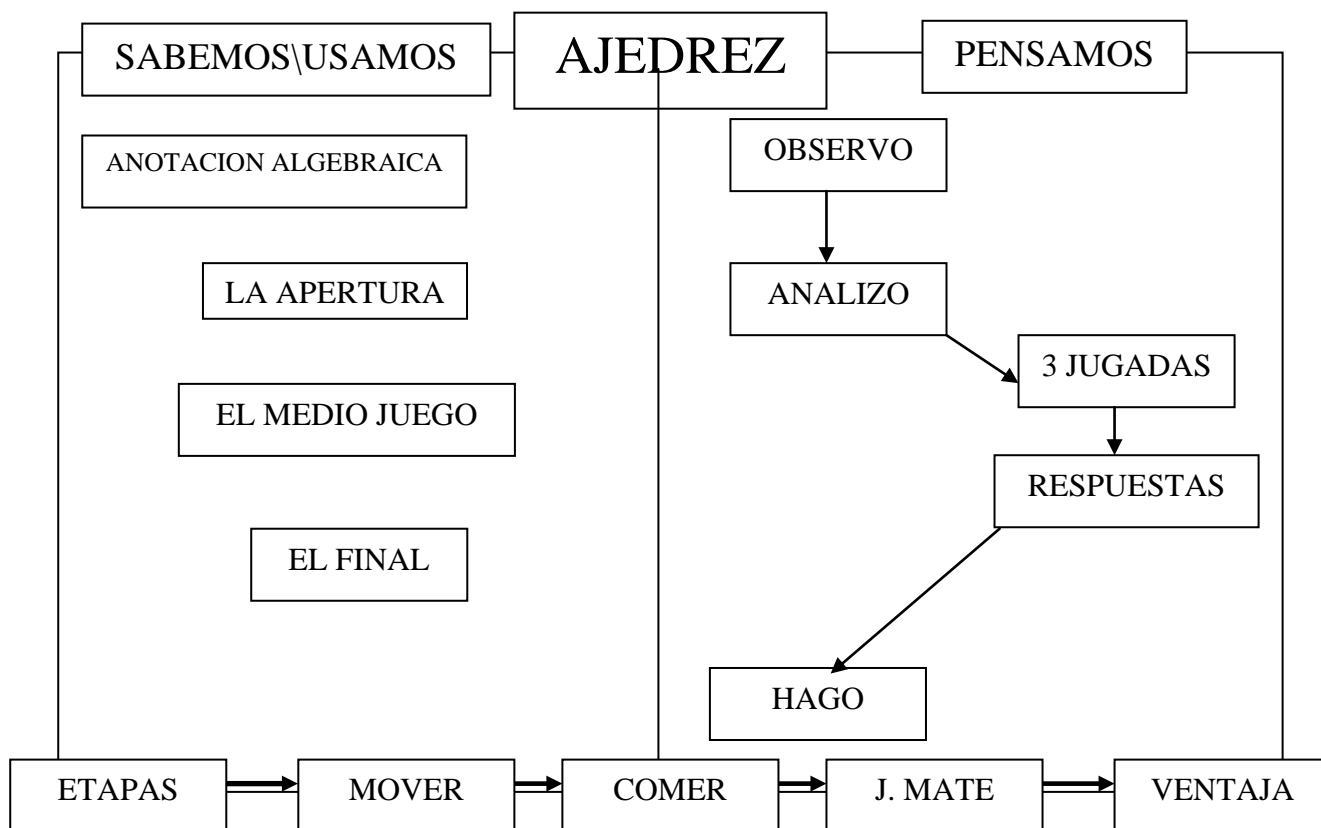 SABEMOS\USAMOS
AJEDREZ
PENSAMOS
ANOTACION ALGEBRAICA
OBSERVO
LA APERTURA
ANALIZO
3 JUGADAS
EL MEDIO JUEGO
RESPUESTAS
EL FINAL
HAGO
ETAPAS
MOVER
COMER
J. MATE
VENTAJA